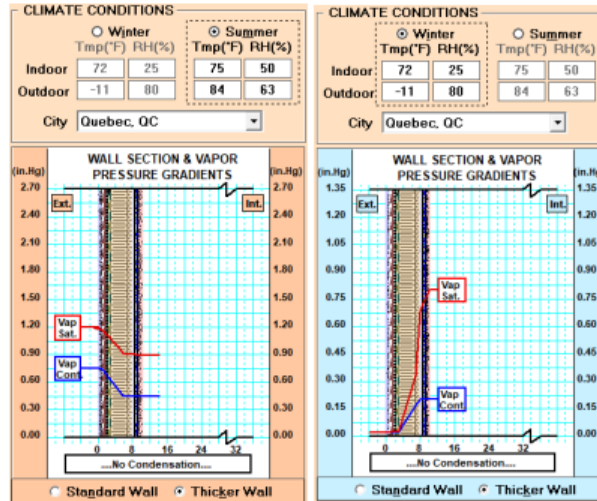 CLIMATE CONDITIONS
Winter Summer
Tmp(°F) RH(%) Tmp(°F) RH(%)
Indoor 72 25 75 50
Outdoor -11 80 84 63
City Quebec, QC
(in.Hg) WALL SECTION & VAPOR (in.Hg)
PRESSURE GRADIENTS
2.70 2.70
Ext. Int.
2.40 2.40
2.10 2.10
1.80 1.80
1.50 1.50
1.20 Vap 1.20
Sat.
0.90 0.90
Vap
0.60 Cont. 0.60
0.30 0.30
0.00 0.00
0 8 16 24 32
....No Condensation....
Standard Wall Thicker Wall
CLIMATE CONDITIONS
Winter Summer
Tmp(°F) RH(%) Tmp(°F) RH(%)
Indoor 72 25 75 50
Outdoor -11 80 84 63
City Quebec, QC
(in.Hg) WALL SECTION & VAPOR (in.Hg)
PRESSURE GRADIENTS
1.35 1.35
Ext. Int.
1.20 1.20
1.05 1.05
0.90 0.90
0.75 Vap 0.75
Sat.
0.60 0.60
0.45 0.45
0.30 0.30
Vap
0.15 Cont. 0.15
0.00 0.00
0 8 16 24 32
....No Condensation....
Standard Wall Thicker Wall